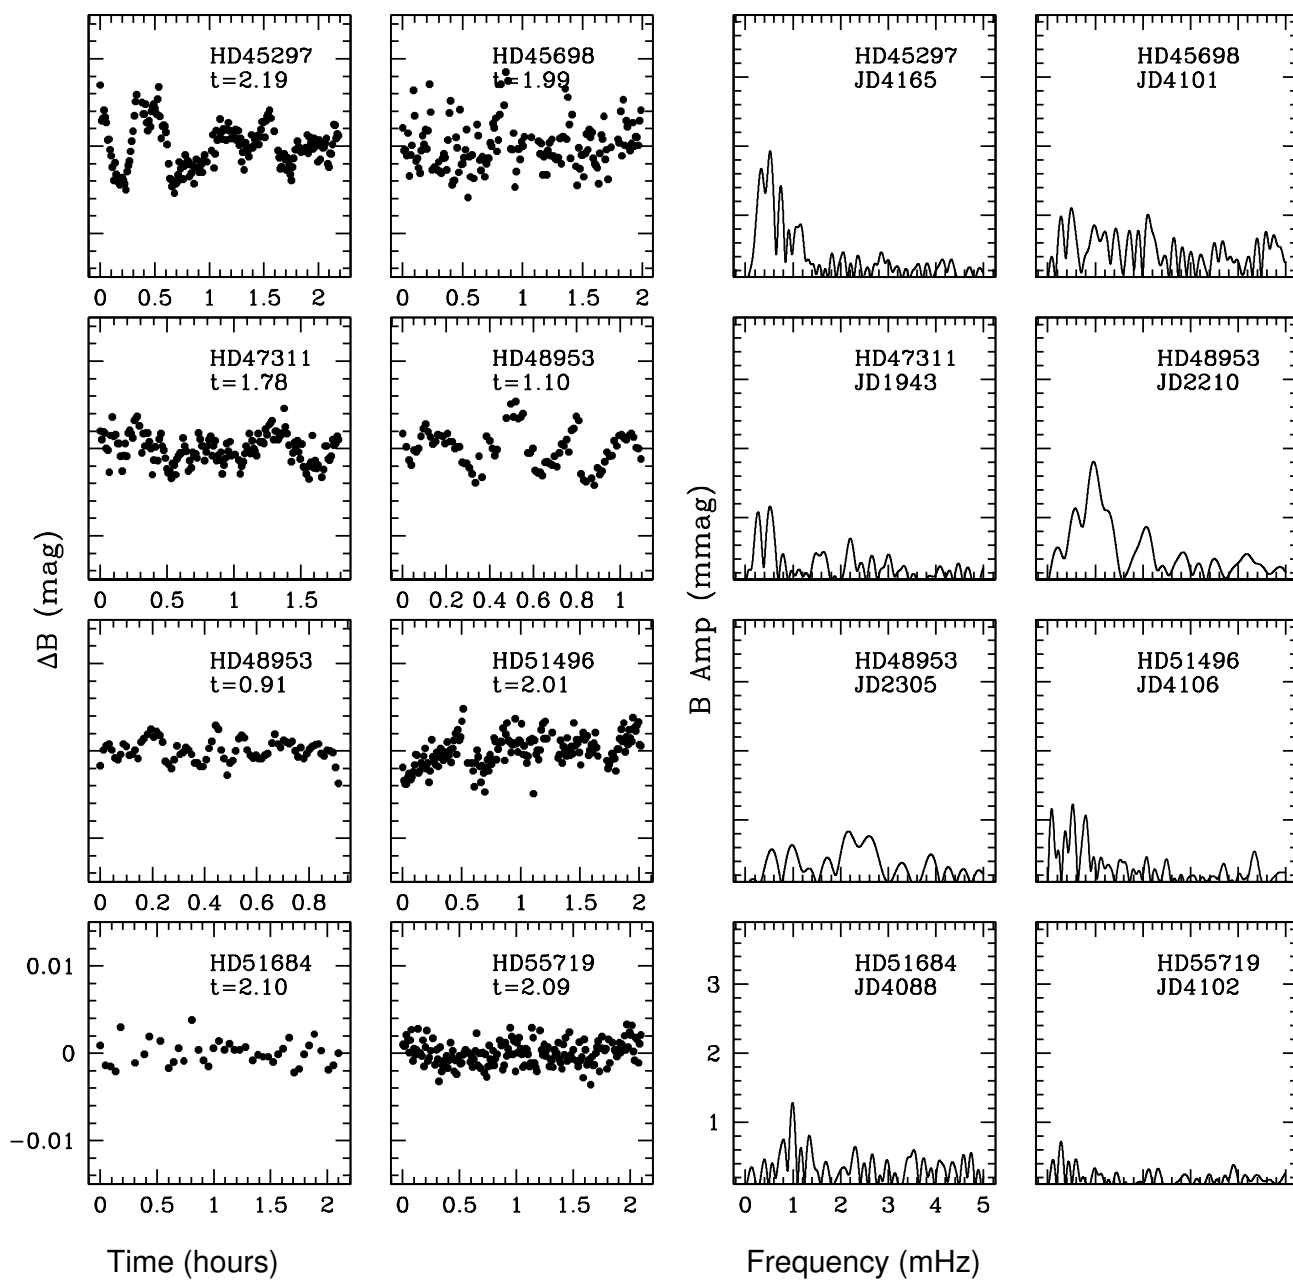 HD45297
t=2.19
HD45698
t=1.99
HD45297
JD4165
HD45698
JD4101
0 0.5 1 1.5 2
0 0.5 1 1.5 2
HD47311
t=1.78
HD48953
t=1.10
HD47311
JD1943
HD48953
JD2210
0 1 1.5
0 0.2 0.4 0.6 0.8 1
ΔB (mag)
B Amp (mmag)
HD48953
t=0.91
HD51496
t=2.01
HD48953
JD2305
HD51496
JD4106
0 0.2 0.4 0.6 0.8
0 0.5 1 1.5 2
HD51684
t=2.10
HD55719
t=2.09
HD51684
JD4088
HD55719
JD4102
0.01
0
−0.01
3
2
1
0 0.5 1 1.5 2
0 0.5 1 1.5 2
0 1 2 3 4 5
Time (hours)
Frequency (mHz)